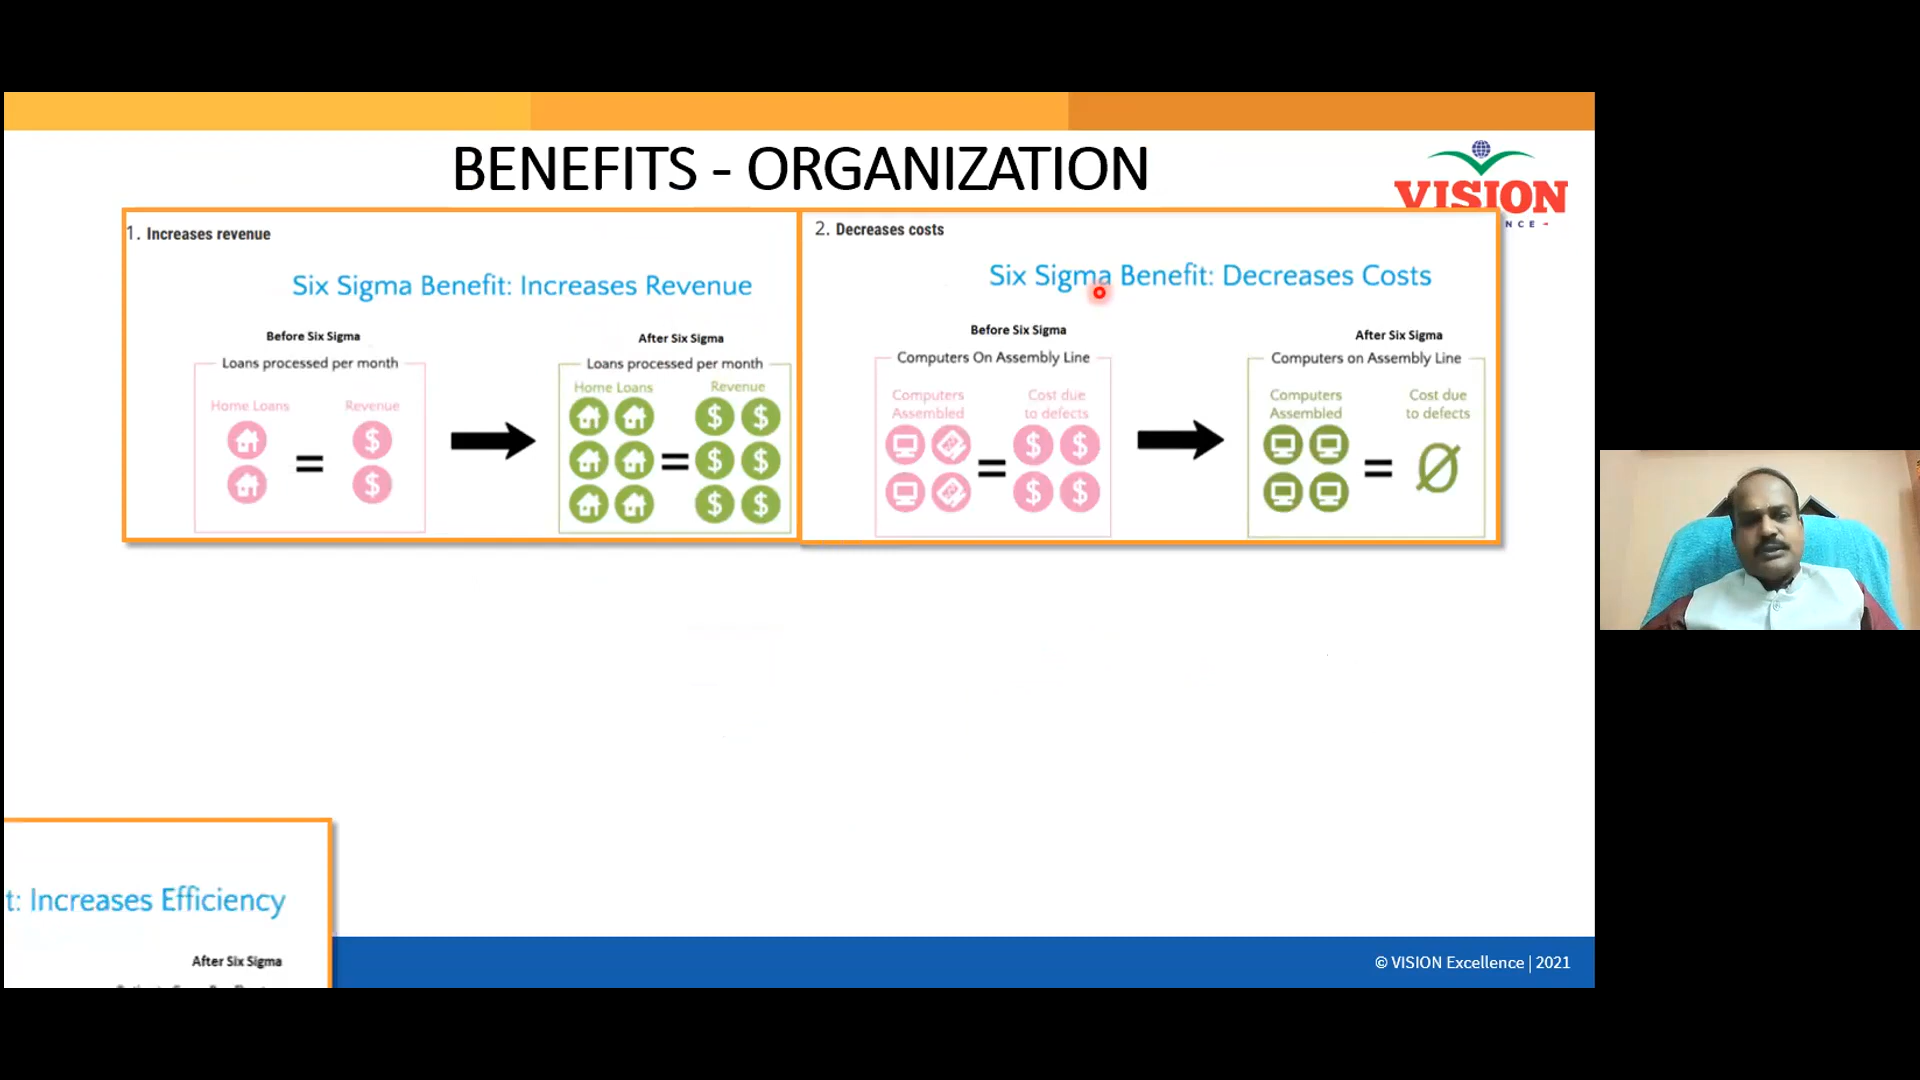 BENEFITS - ORGANIZATION
VISION
NCE
1. Increases revenue
Six Sigma Benefit: Increases Revenue
Before Six Sigma
Loans processed per month
Home Loans
Revenue
$
$
=
After Six Sigma
Loans processed per month
Home Loans
Revenue
$ $
$ $
$ $
=
2. Decreases costs
Six Sigma Benefit: Decreases Costs
Before Six Sigma
Computers On Assembly Line
Computers
Assembled
Cost due
to defects
$ $
$ $
=
After Six Sigma
Computers on Assembly Line
Computers
Assembled
Cost due
to defects
=
Ø
t: Increases Efficiency
After Six Sigma
© VISION Excellence | 2021